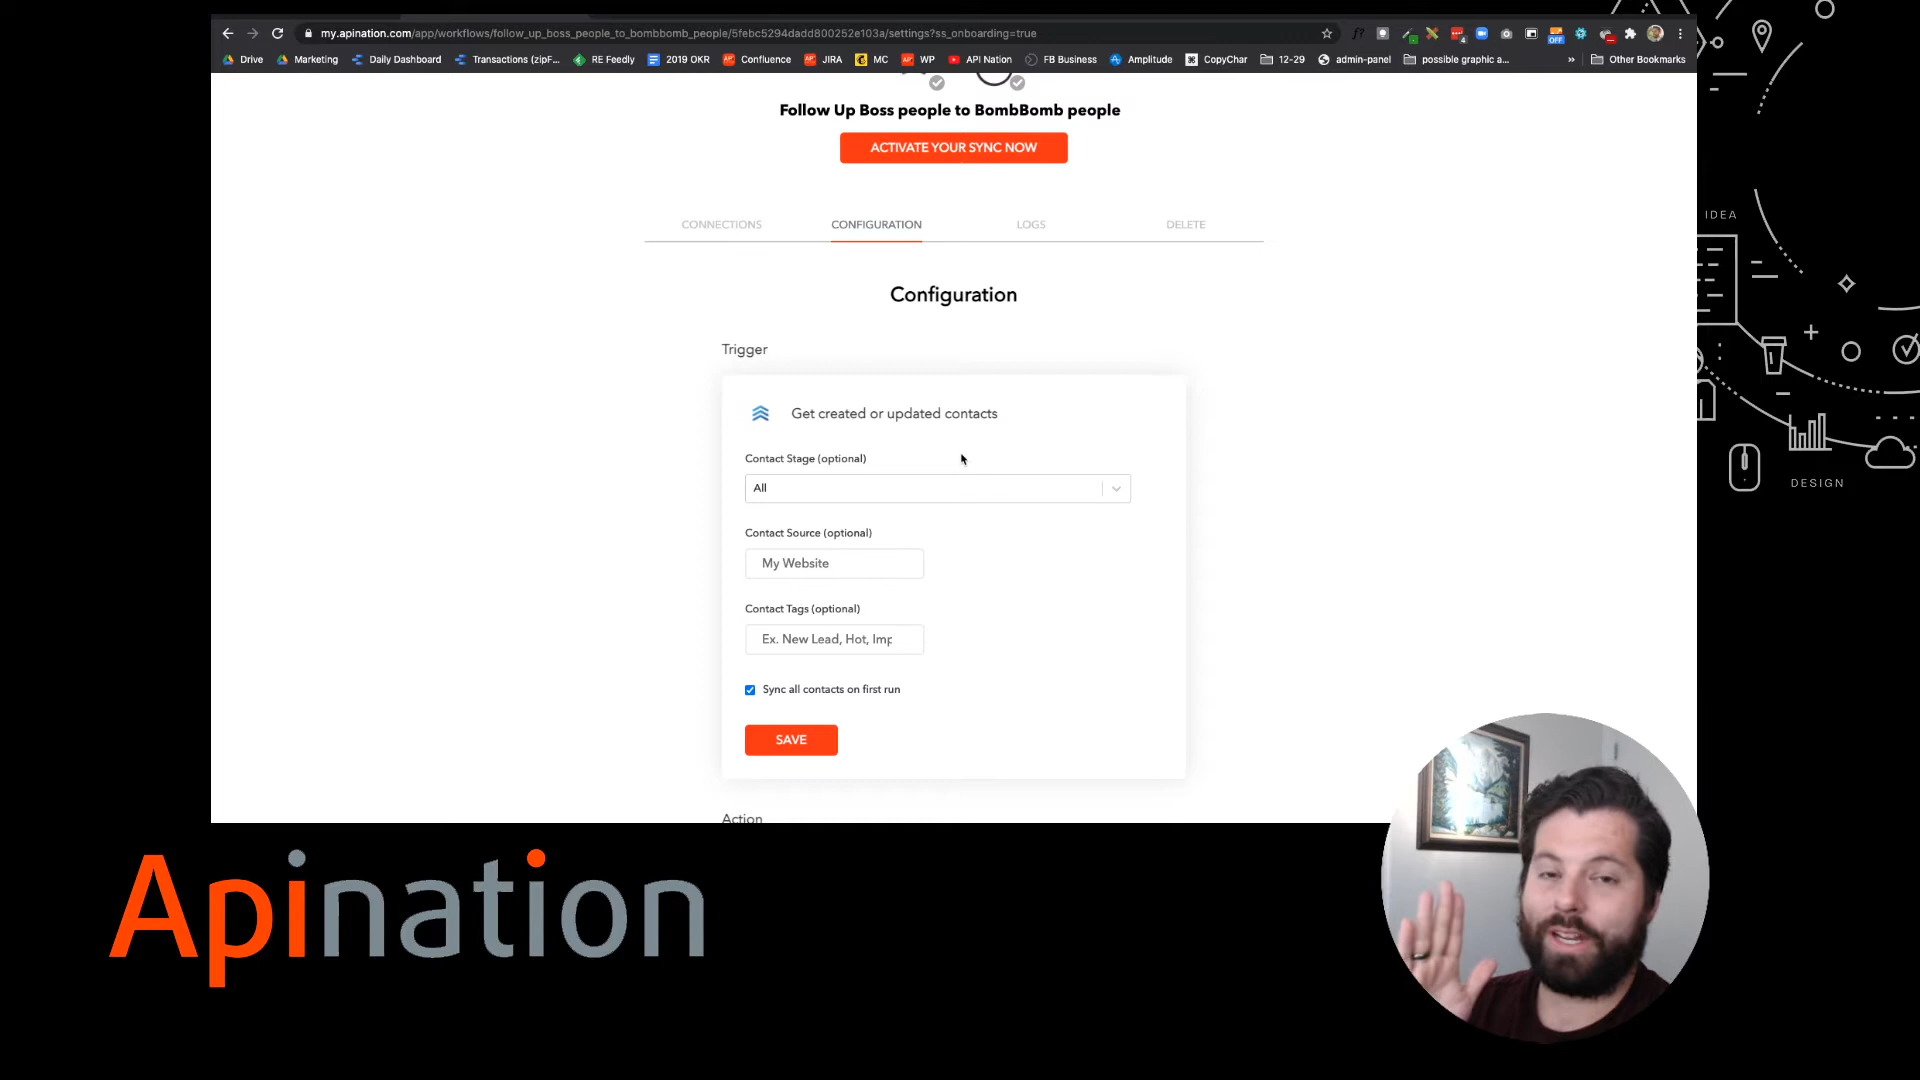 my.apination.com/app/workflows/follow_up_boss_people_to_bombbomb_people/5febc5294dadd800252e103a/settings?ss_onboarding=true
Drive Marketing Daily Dashboard Transactions (zipF... RE Feedly 2019 OKR Confluence JIRA MC WP API Nation FB Business Amplitude CopyChar 12-29 admin-panel possible graphic a... » Other Bookmarks
Follow Up Boss people to BombBomb people
ACTIVATE YOUR SYNC NOW
CONNECTIONS CONFIGURATION LOGS DELETE
Configuration
Trigger
Get created or updated contacts
Contact Stage (optional)
All
Contact Source (optional)
My Website
Contact Tags (optional)
Ex. New Lead, Hot, Imp
Sync all contacts on first run
SAVE
Action
IDEA
DESIGN
Apination